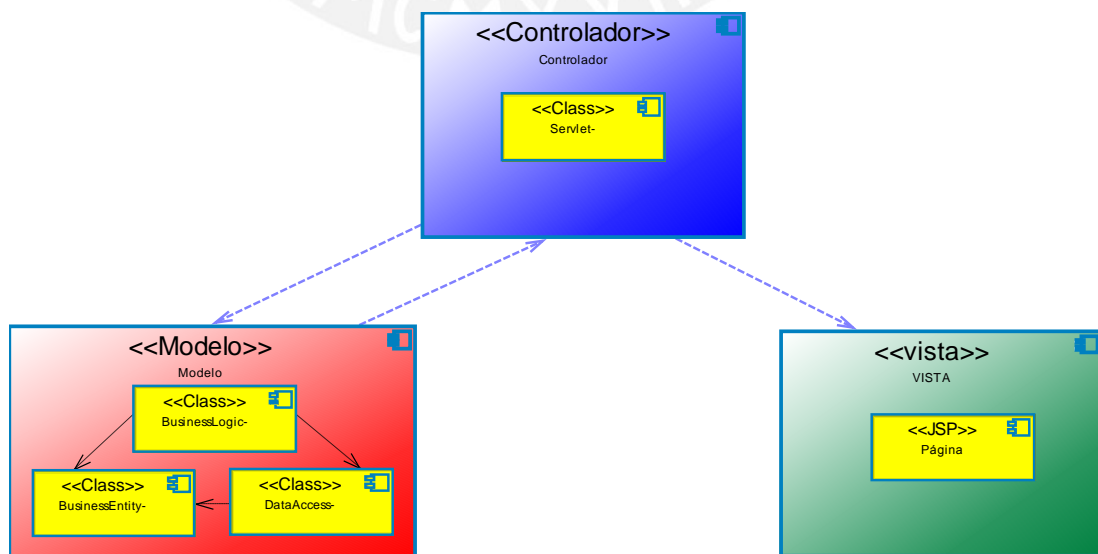 <<Controlador>>
Controlador
<<Class>>
Servlet-
<<Modelo>>
Modelo
<<Class>>
BusinessLogic-
<<Class>>
BusinessEntity-
<<Class>>
DataAccess-
<<vista>>
VISTA
<<JSP>>
Página